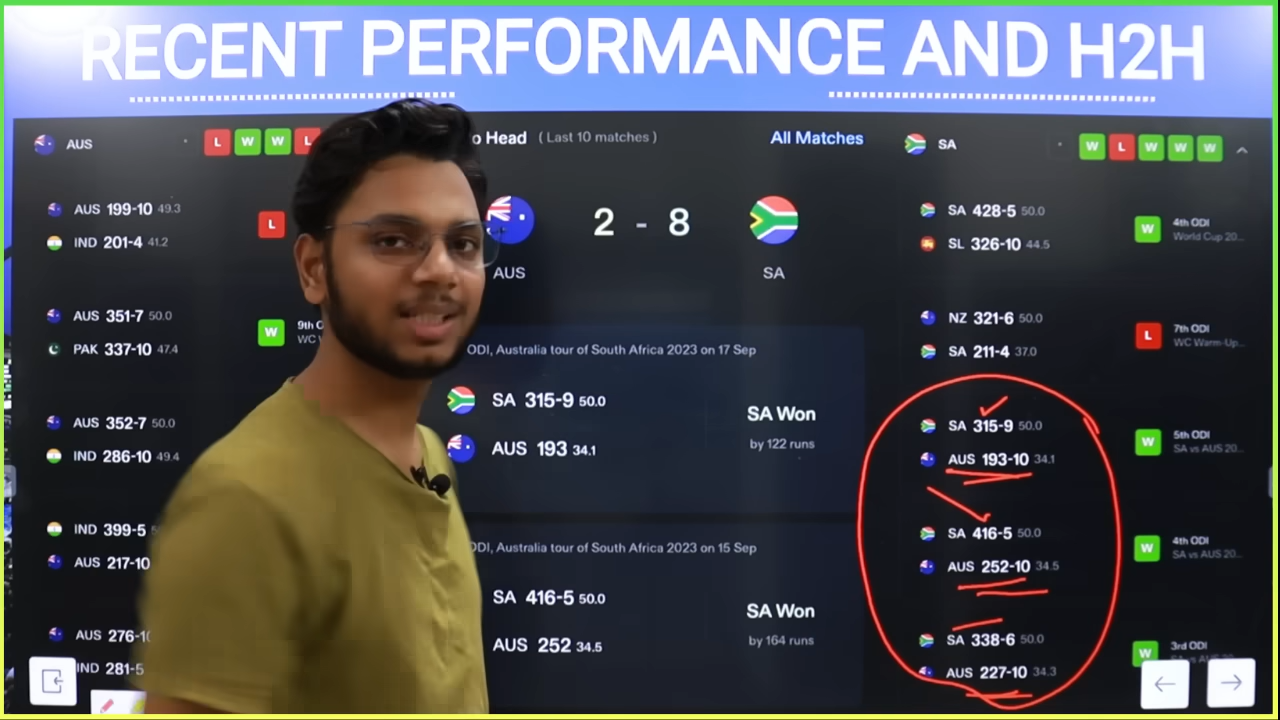 RECENT PERFORMANCE AND H2H
AUS
L W W L
AUS 199-10 49.3
IND 201-4 41.2
L
AUS 351-7 50.0
PAK 337-10 47.4
W
9th
AUS 352-7 50.0
IND 286-10 49.4
IND 399-5
AUS 217-10
AUS 276-10
IND 281-5
Head (Last 10 matches)
All Matches
2 - 8
AUS
SA
ODI, Australia tour of South Africa 2023 on 17 Sep
SA 315-9 50.0
AUS 193 34.1
SA Won
by 122 runs
ODI, Australia tour of South Africa 2023 on 15 Sep
SA 416-5 50.0
AUS 252 34.5
SA Won
by 164 runs
SA
W L W W W
SA 428-5 50.0
SL 326-10 44.5
W
4th ODI
World Cup 20...
NZ 321-6 50.0
SA 211-4 37.0
L
7th ODI
WC Warm-Up...
SA 315-9 50.0
AUS 193-10 34.1
W
5th ODI
SA vs AUS 20...
SA 416-5 50.0
AUS 252-10 34.5
W
4th ODI
SA vs AUS 20...
SA 338-6 50.0
AUS 227-10 34.3
W
3rd ODI